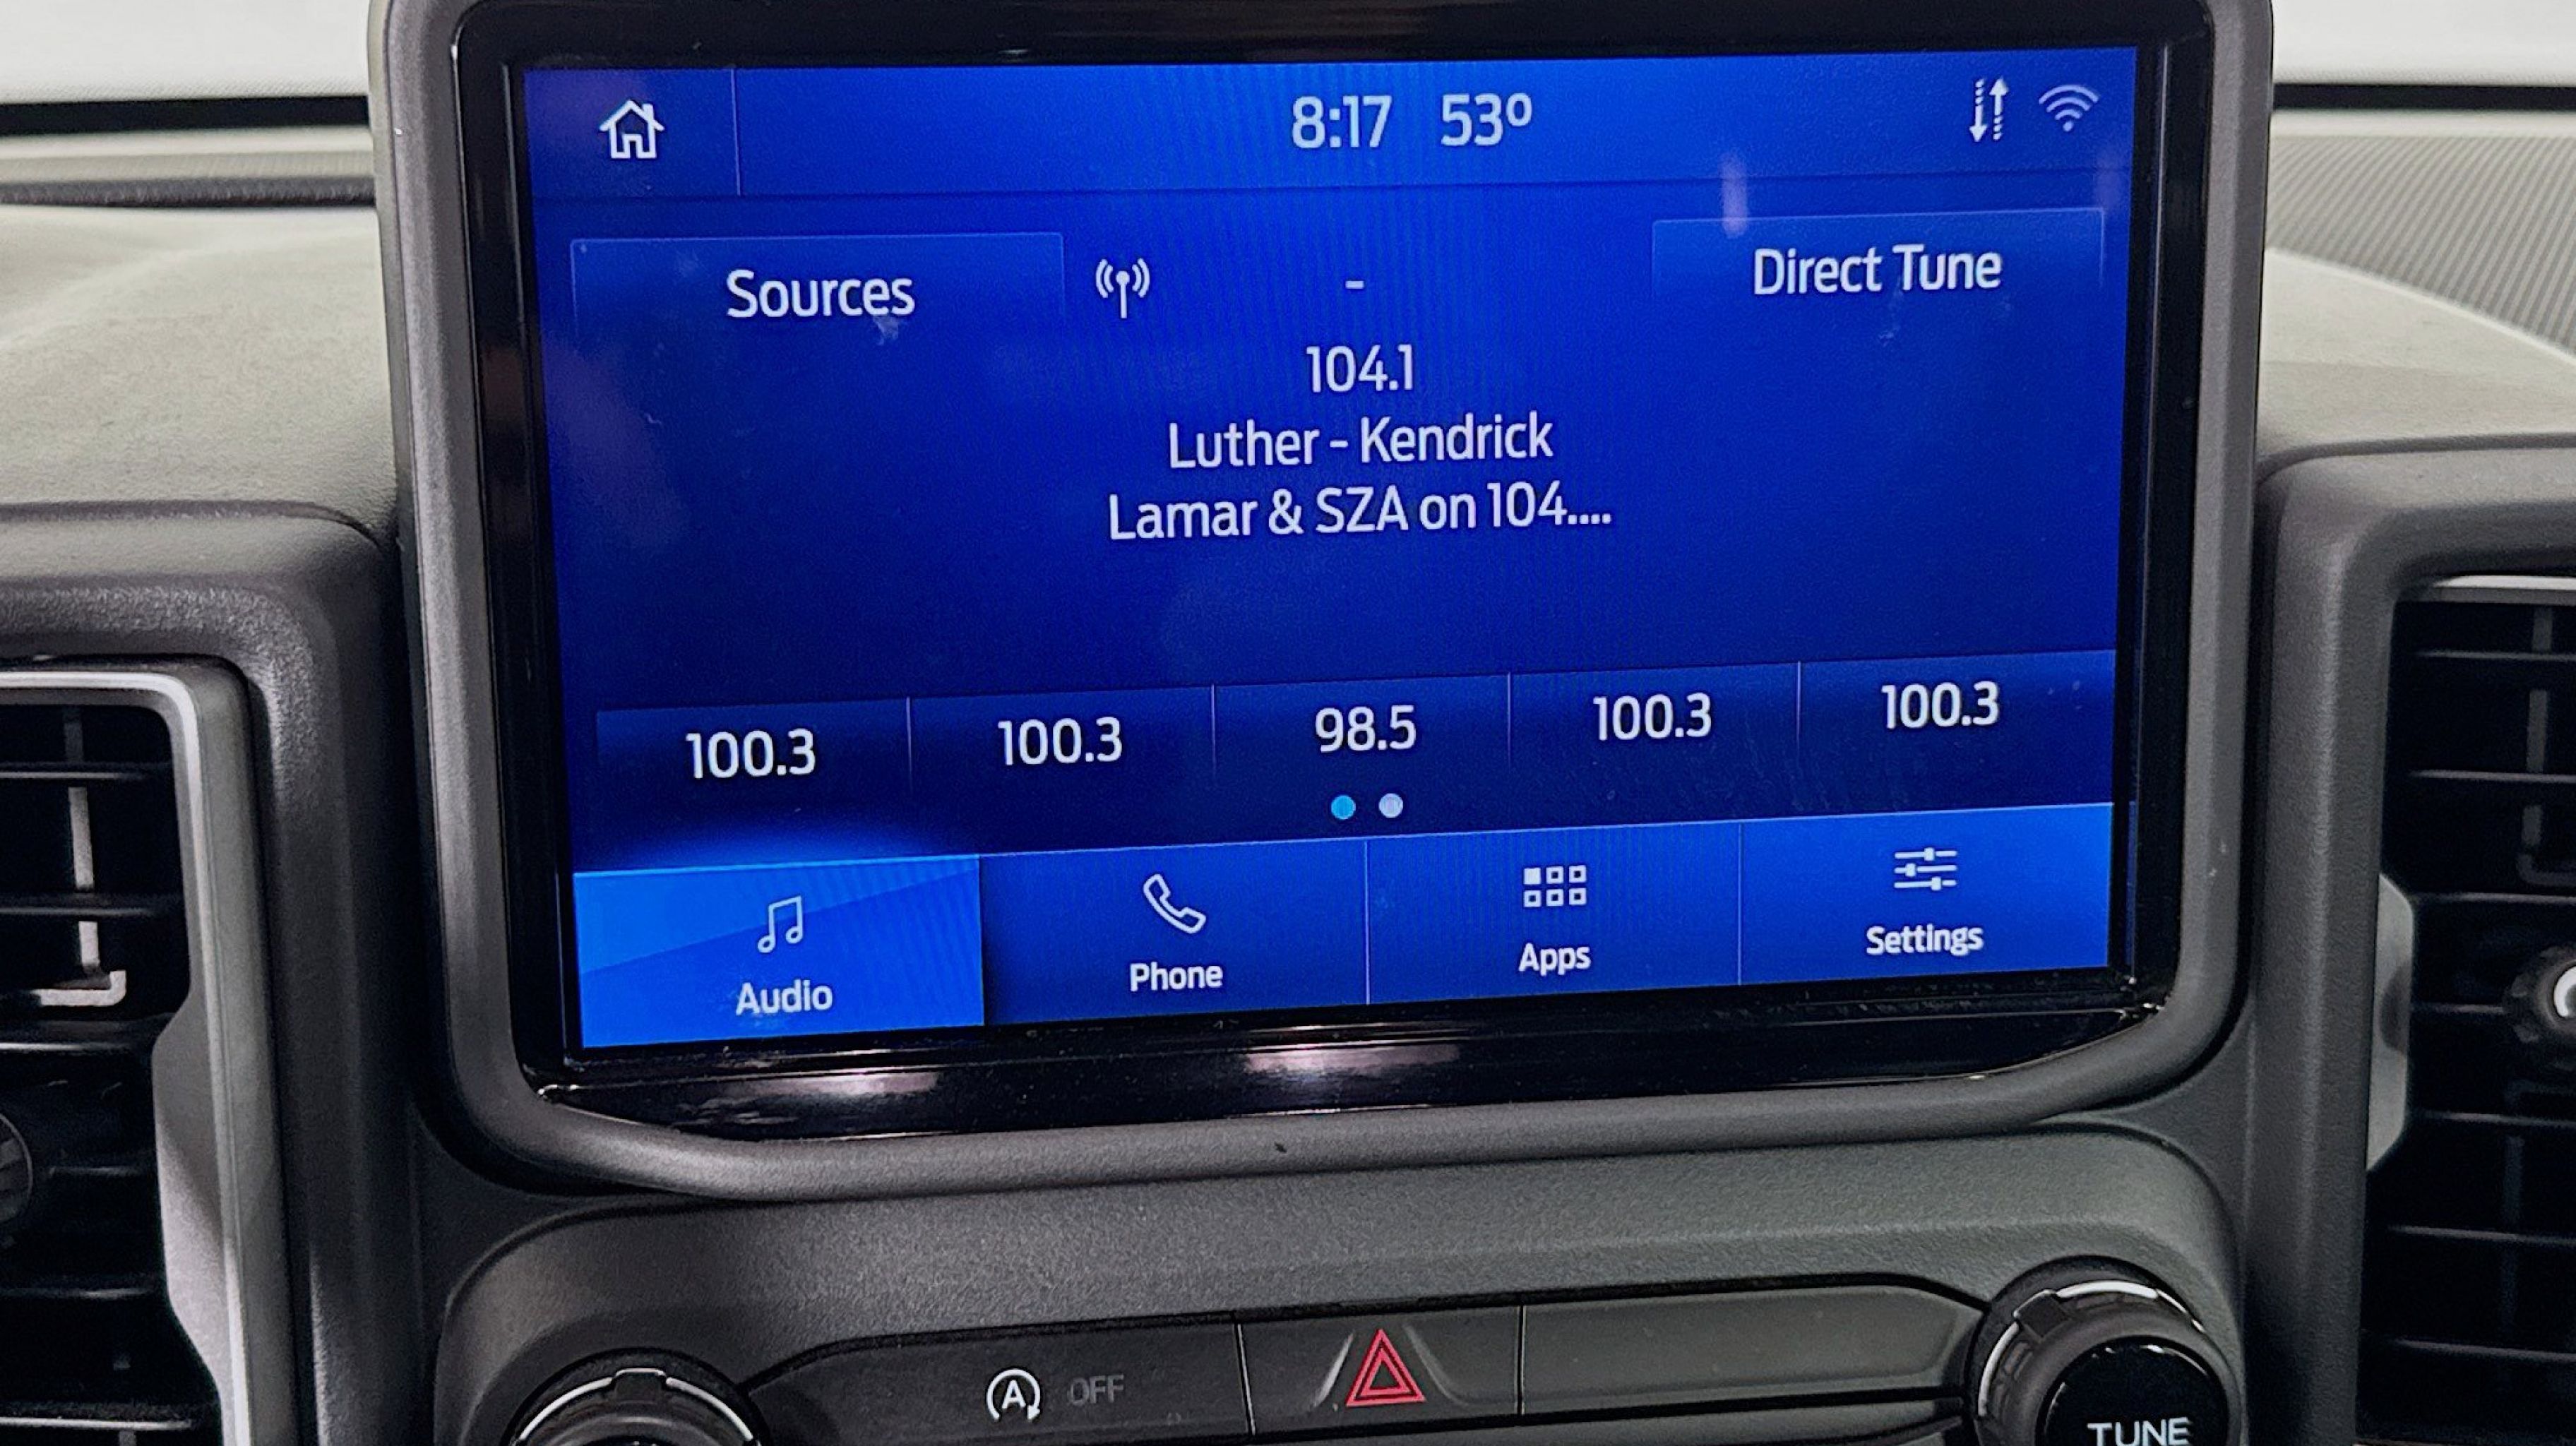 8:17 53º
Sources
-
Direct Tune
104.1
Luther - Kendrick
Lamar & SZA on 104....
100.3 100.3 98.5 100.3 100.3
Audio
Phone
Apps
Settings
A OFF
TUNE